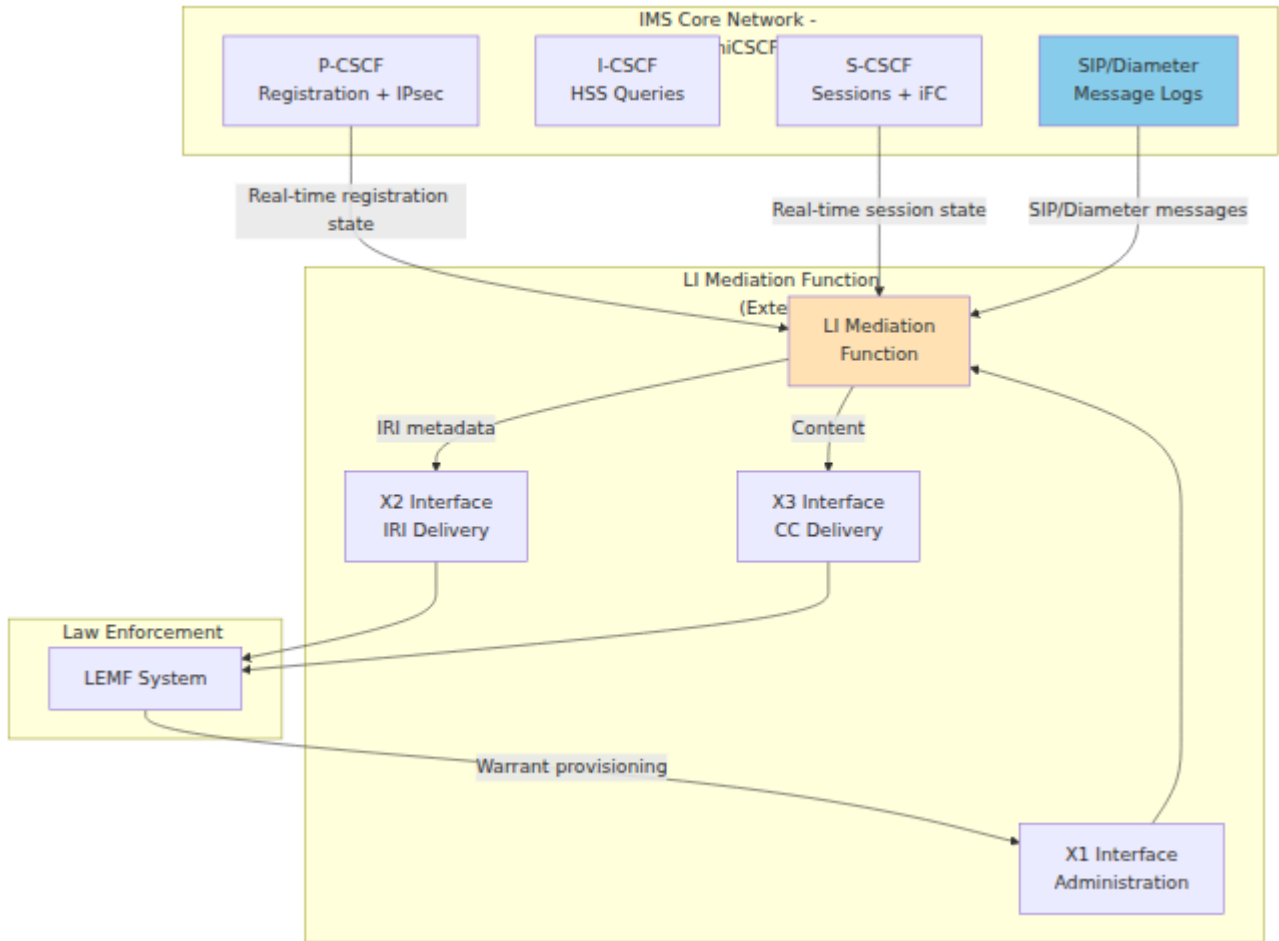 IMS Core Network -
niCSCF
P-CSCF
Registration + IPsec
I-CSCF
HSS Queries
S-CSCF
Sessions + iFC
SIP/Diameter
Message Logs
Real-time registration
state
Real-time session state
SIP/Diameter messages
LI Mediation Function
(Exte
LI Mediation
Function
IRI metadata
Content
X2 Interface
IRI Delivery
X3 Interface
CC Delivery
Law Enforcement
LEMF System
Warrant provisioning
X1 Interface
Administration